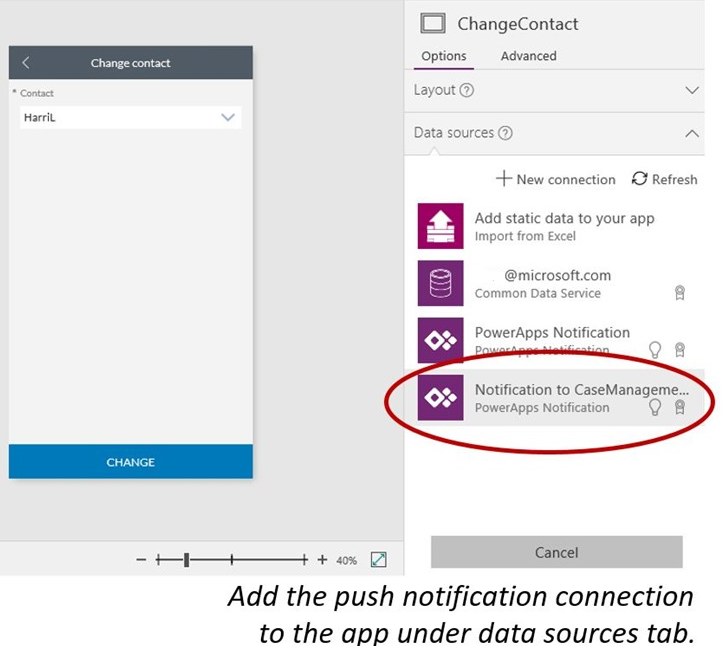 Change contact
* Contact
HarriL
CHANGE
40%
ChangeContact
Options Advanced
Layout
Data sources
New connection Refresh
Add static data to your app
Import from Excel
@microsoft.com
Common Data Service
PowerApps Notification
PowerApps Notification
Notification to CaseManageme...
PowerApps Notification
Cancel
Add the push notification connection
to the app under data sources tab.